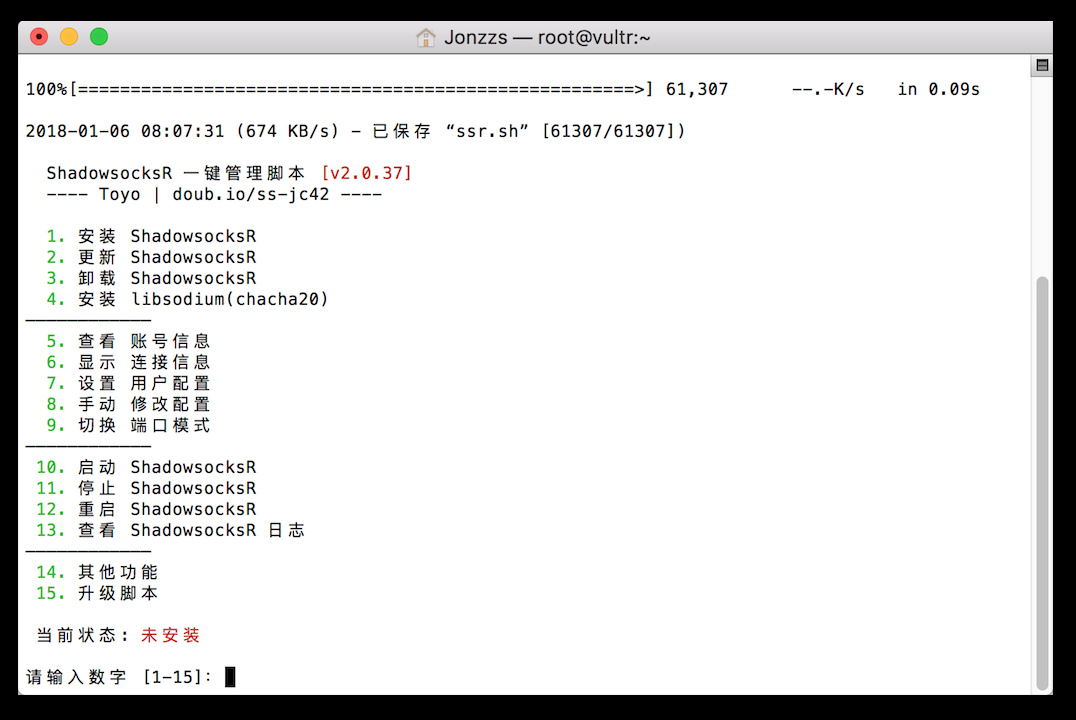 Jonzzs — root@vultr:~
100%[=====================================================>] 61,307      --.-K/s   in 0.09s
2018-01-06 08:07:31 (674 KB/s) - 已保存 “ssr.sh” [61307/61307])
ShadowsocksR 一键管理脚本 [v2.0.37]
---- Toyo | doub.io/ss-jc42 ----
1. 安装 ShadowsocksR
2. 更新 ShadowsocksR
3. 卸载 ShadowsocksR
4. 安装 libsodium(chacha20)
————————————
5. 查看 账号信息
6. 显示 连接信息
7. 设置 用户配置
8. 手动 修改配置
9. 切换 端口模式
————————————
10. 启动 ShadowsocksR
11. 停止 ShadowsocksR
12. 重启 ShadowsocksR
13. 查看 ShadowsocksR 日志
————————————
14. 其他功能
15. 升级脚本
当前状态: 未安装
请输入数字 [1-15]: